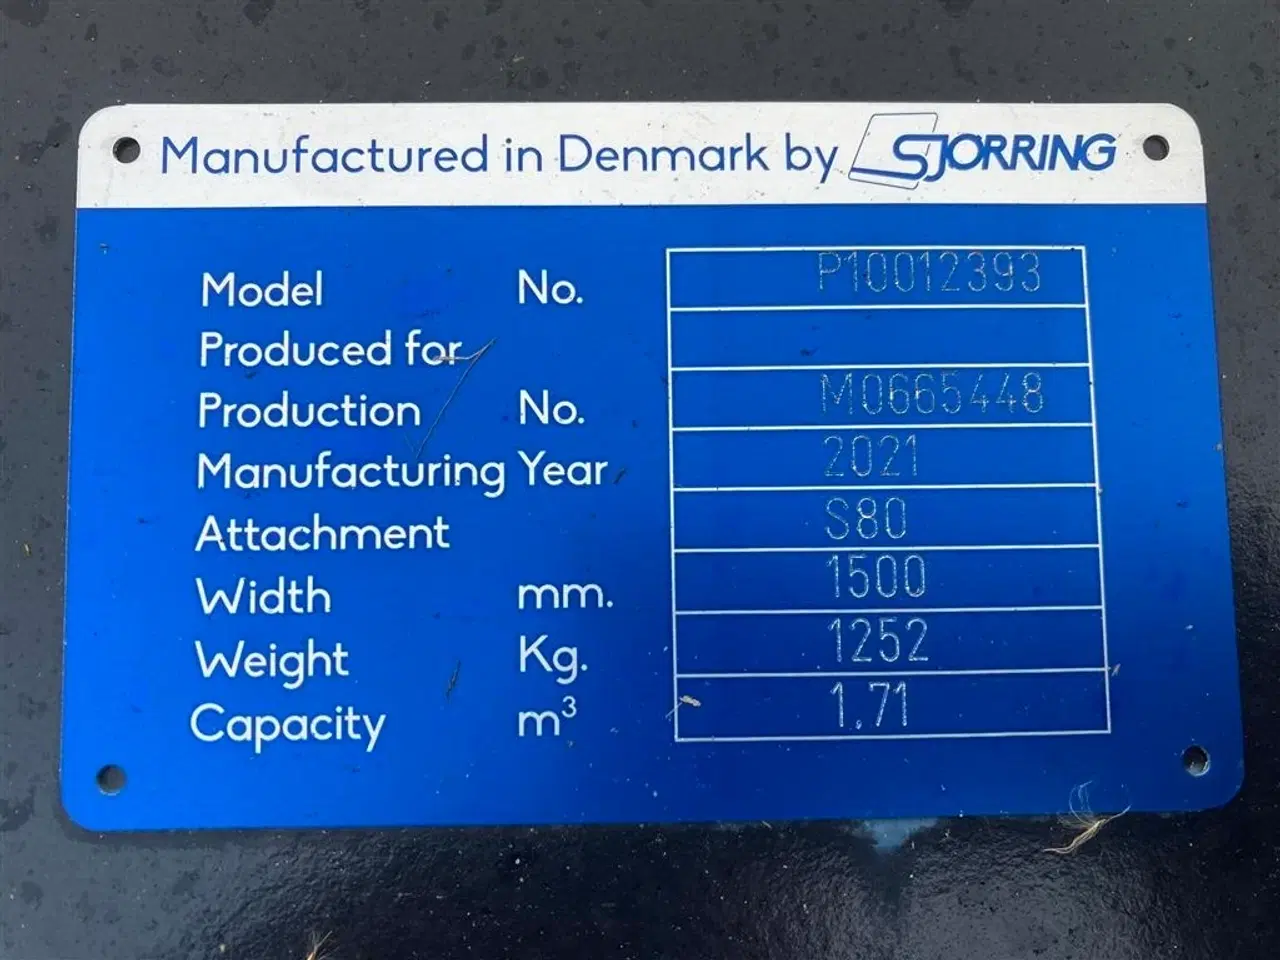 Manufactured in Denmark by SJØRRING
Model No. P10012393
Produced for
Production No. M0665448
Manufacturing Year 2021
Attachment S80
Width mm. 1500
Weight Kg. 1252
Capacity m³ 1.71